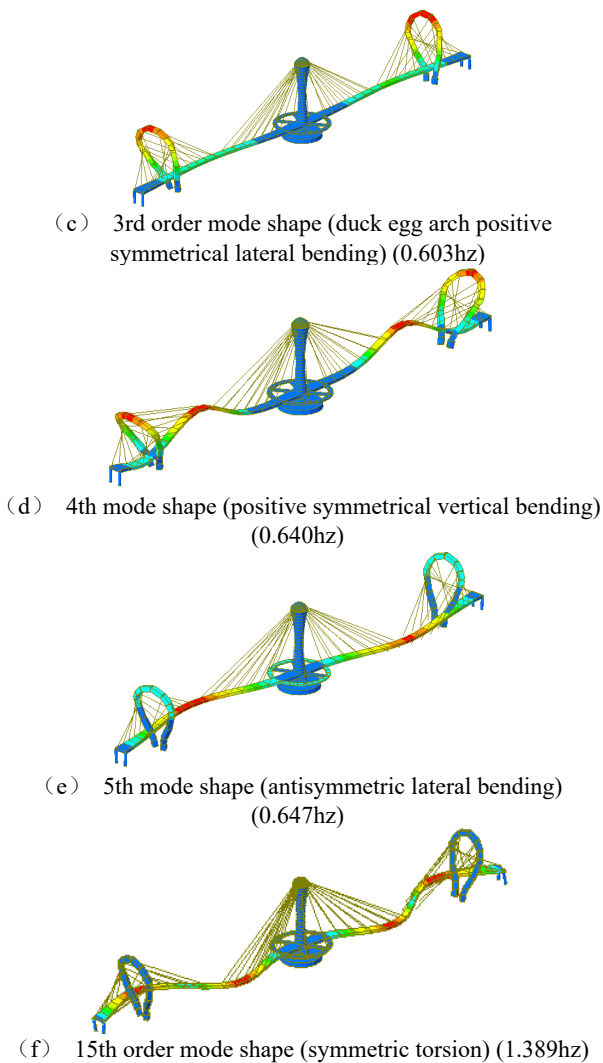 （c） 3rd order mode shape (duck egg arch positive
symmetrical lateral bending) (0.603hz)
（d） 4th mode shape (positive symmetrical vertical bending)
(0.640hz)
（e） 5th mode shape (antisymmetric lateral bending)
(0.647hz)
（f） 15th order mode shape (symmetric torsion) (1.389hz)